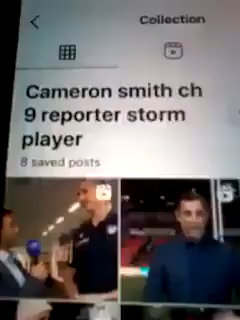 Collection
Cameron smith ch
9 reporter storm
player
8 saved posts